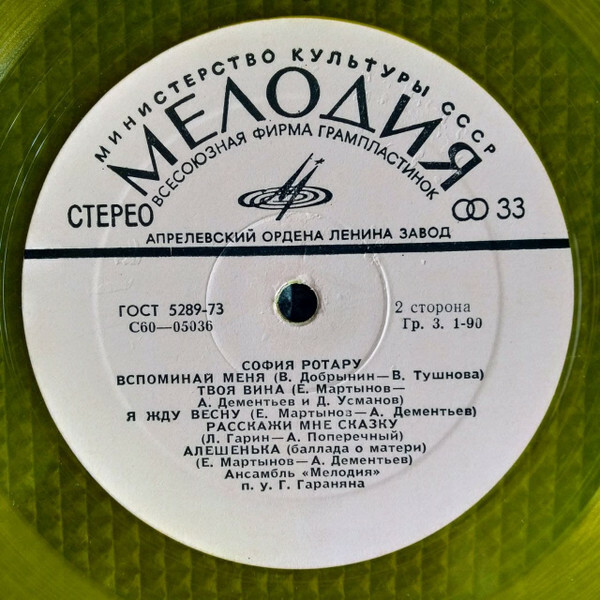 МИНИСТЕРСТВО КУЛЬТУРЫ СССР
МЕЛОДИЯ
ВСЕСОЮЗНАЯ ФИРМА ГРАМПЛАСТИНОК
СТЕРЕО
33
АПРЕЛЕВСКИЙ ОРДЕНА ЛЕНИНА ЗАВОД
ГОСТ 5289-73
С60—05036
2 сторона
Гр. 3. 1-90
СОФИЯ РОТАРУ
ВСПОМИНАЙ МЕНЯ (В. Добрынин—В. Тушнова)
ТВОЯ ВИНА (Е. Мартынов—
А. Дементьев и Д. Усманов)
Я ЖДУ ВЕСНУ (Е. Мартынов—А. Дементьев)
РАССКАЖИ МНЕ СКАЗКУ
(Л. Гарин—А. Поперечный)
АЛЕШЕНЬКА (баллада о матери)
(Е. Мартынов—А. Дементьев)
Ансамбль «Мелодия»
п. у. Г. Гараняна